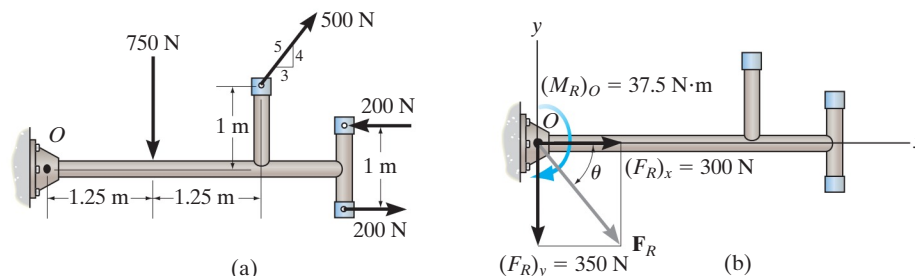 750 N
500 N
5
4
3
200 N
O
1 m
1 m
1.25 m
1.25 m
200 N
(a)
y
(M_R)_O = 37.5 N·m
O
(F_R)_x = 300 N
θ
F_R
(F_R)_y = 350 N
(b)